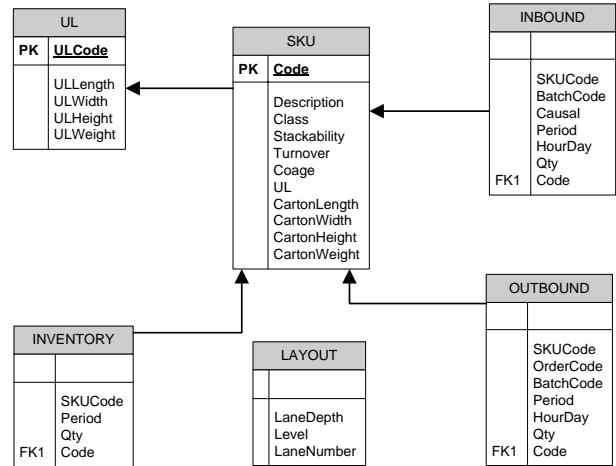 UL
PK ULCode
ULLength
ULWidth
ULHeight
ULWeight
SKU
PK Code
Description
Class
Stackability
Turnover
Coage
UL
CartonLength
CartonWidth
CartonHeight
CartonWeight
INBOUND
SKUCode
BatchCode
Causal
Period
HourDay
Qty
FK1 Code
INVENTORY
SKUCode
Period
Qty
FK1 Code
LAYOUT
LaneDepth
Level
LaneNumber
OUTBOUND
SKUCode
OrderCode
BatchCode
Period
HourDay
Qty
FK1 Code